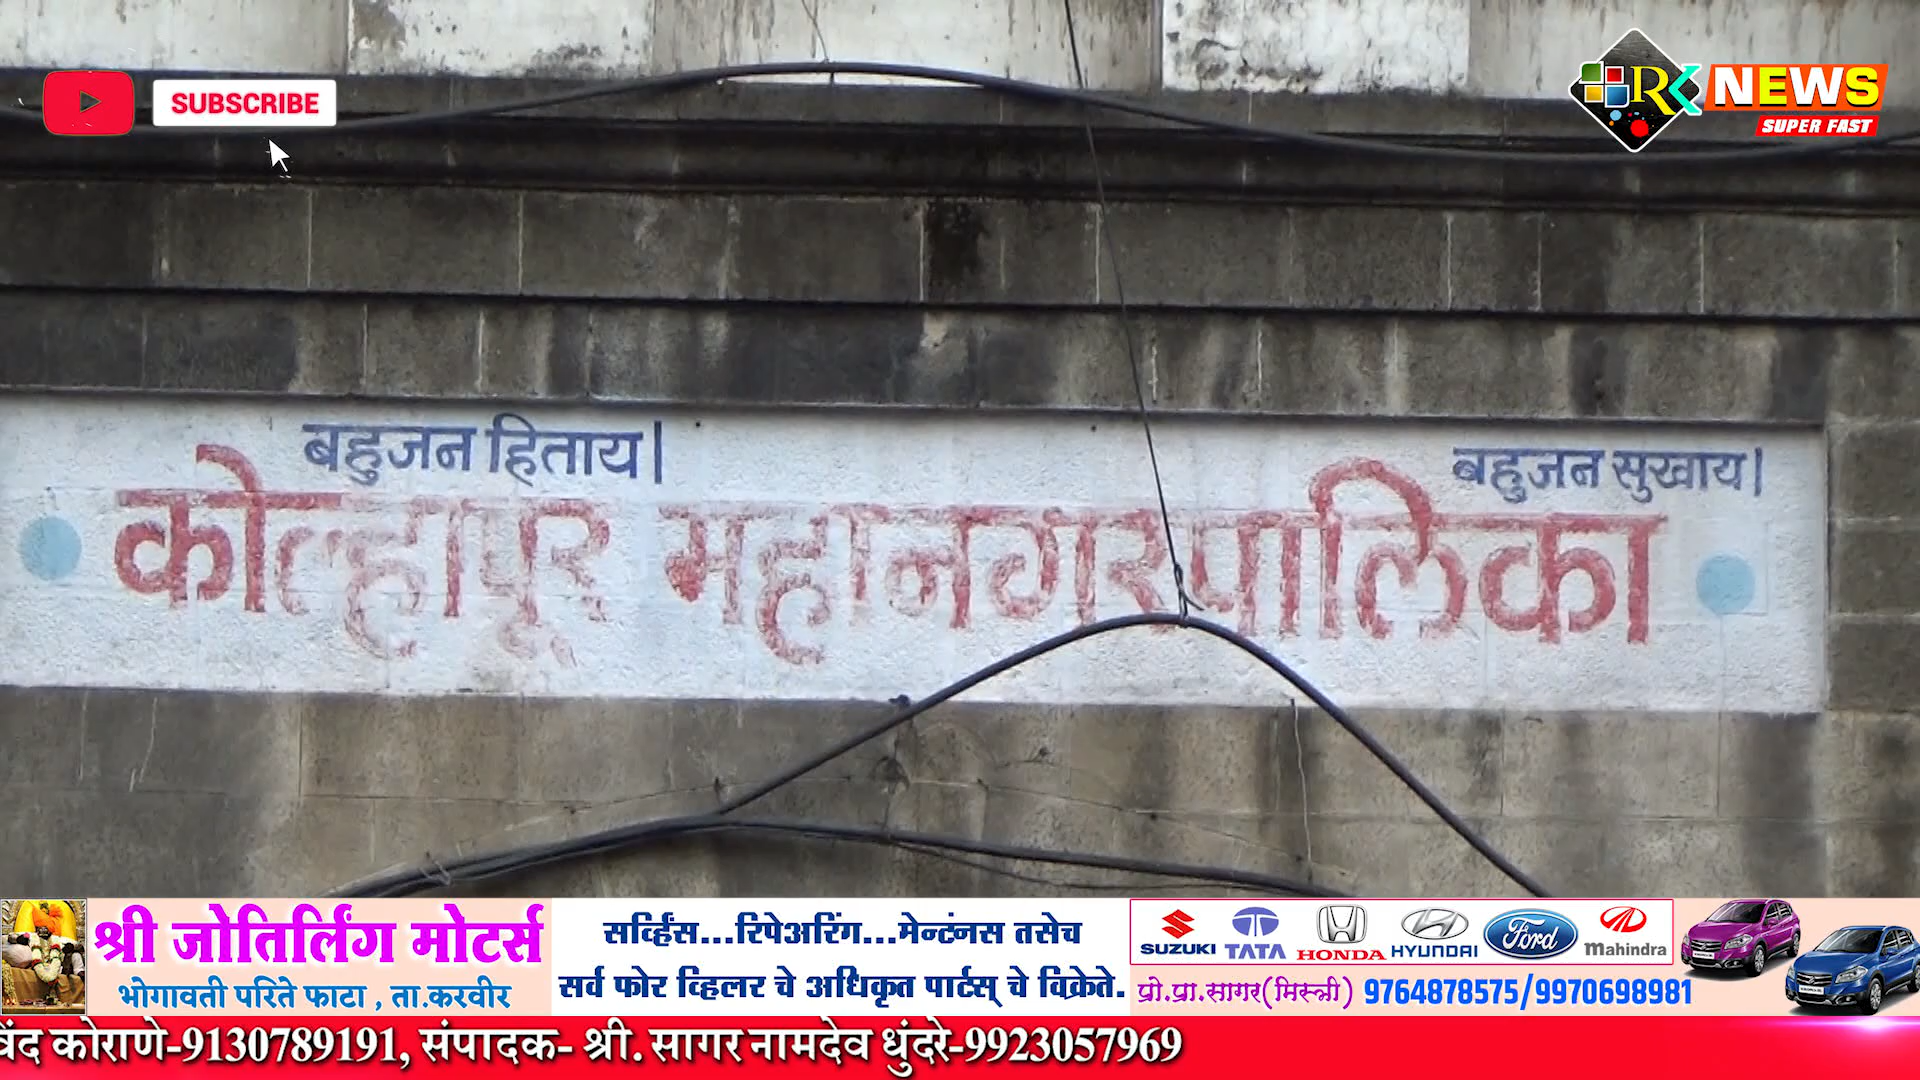 SUBSCRIBE
RK NEWS
SUPER FAST
बहुजन हिताय|
बहुजन सुखाय|
कोल्हापूर महानगरपालिका
श्री जोतिर्लिंग मोटर्स
भोगावती परिते फाटा , ता.करवीर
सर्व्हिस...रिपेअरिंग...मेन्टंनस तसेच
सर्व फोर व्हिलर चे अधिकृत पार्टस् चे विक्रेते.
SUZUKI TATA HONDA HYUNDAI Ford Mahindra
प्रो.प्रा.सागर(मिस्त्री) 9764878575/9970698981
कोराणे-9130789191, संपादक- श्री. सागर नामदेव धुंदरे-9923057969